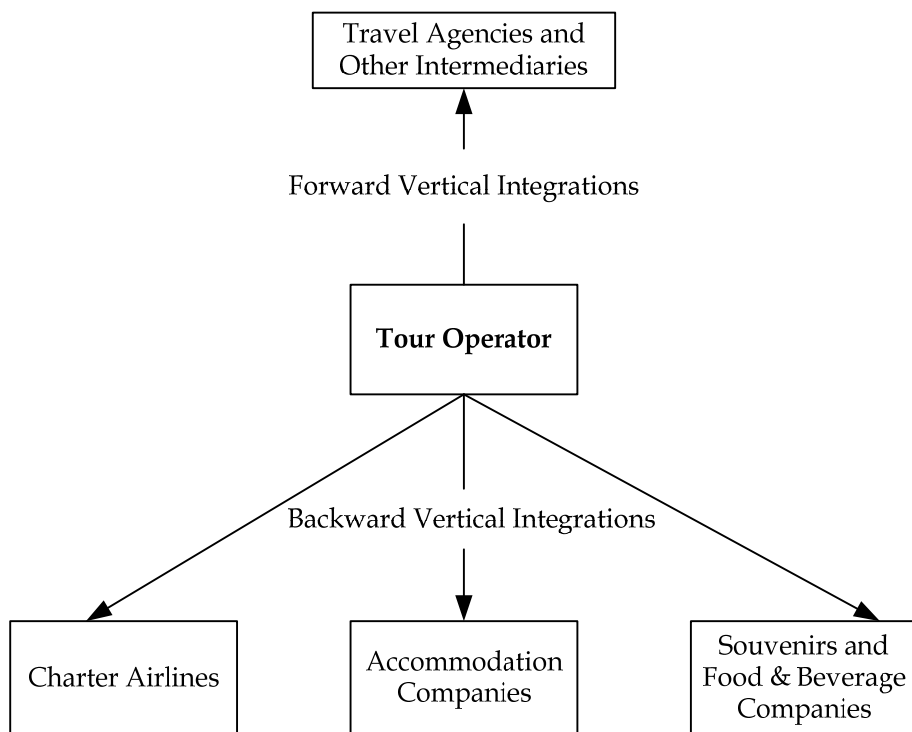 Travel Agencies and
Other Intermediaries
Forward Vertical Integrations
Tour Operator
Backward Vertical Integrations
Charter Airlines
Accommodation
Companies
Souvenirs and
Food & Beverage
Companies